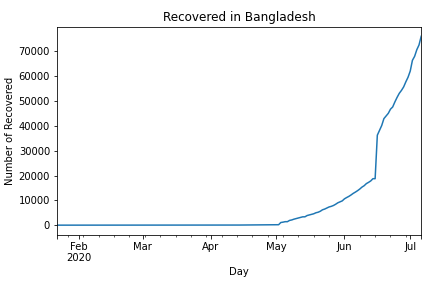 Recovered in Bangladesh
Number of Recovered
70000
60000
50000
40000
30000
20000
10000
0
Feb Mar Apr May Jun Jul
2020
Day